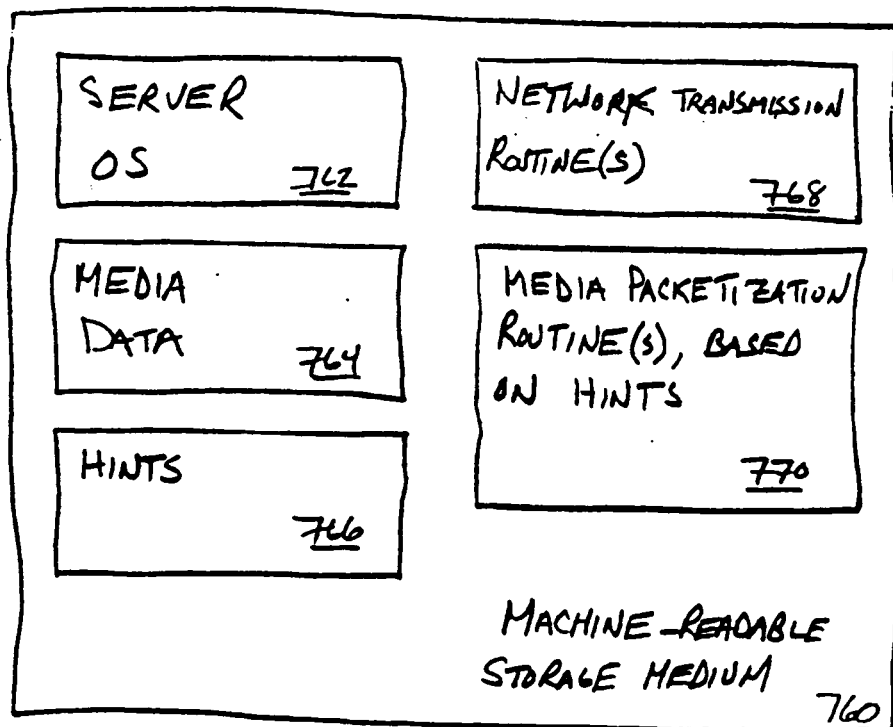 SERVER
OS
762
MEDIA
DATA
764
HINTS
766
NETWORK TRANSMISSION
ROUTINE(S)
768
MEDIA PACKETIZATION
ROUTINE(S), BASED
ON HINTS
770
MACHINE-READABLE
STORAGE MEDIUM
760